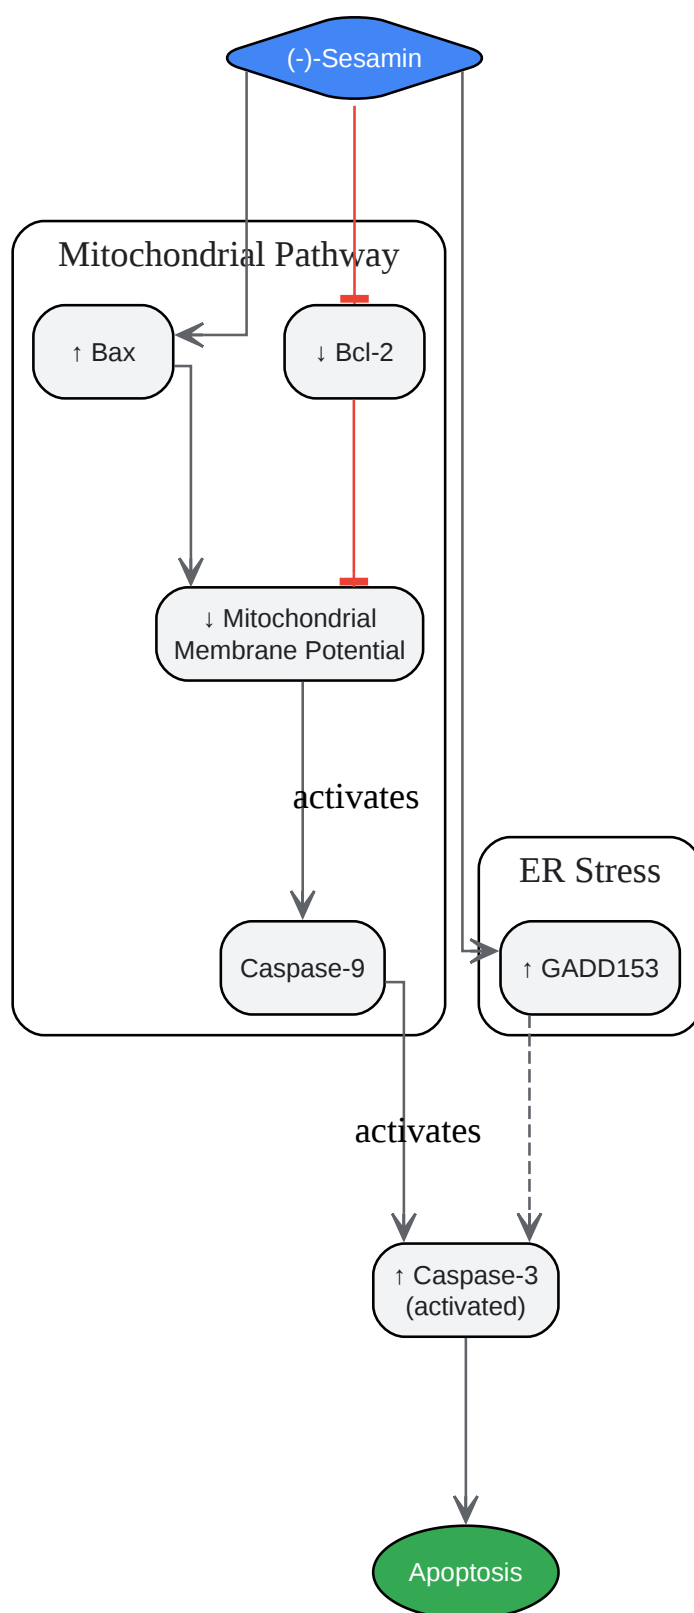 (-)-Sesamin
Mitochondrial Pathway
↑ Bax
↓ Bcl-2
↓ Mitochondrial
Membrane Potential
activates
ER Stress
Caspase-9
↑ GADD153
activates
↑ Caspase-3
(activated)
Apoptosis